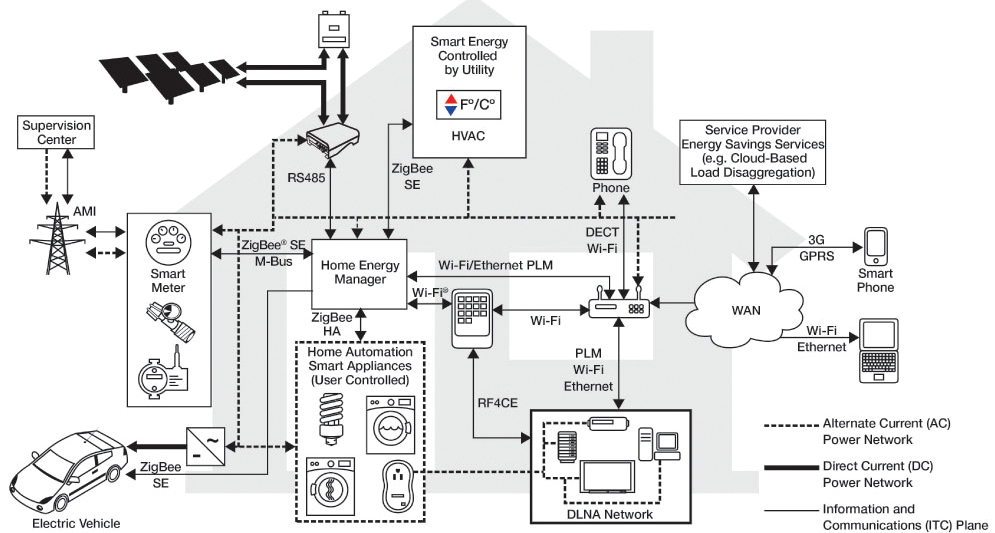 Smart Energy
Controlled
by Utility
F°/C°
HVAC
Supervision
Center
AMI
RS485
ZigBee
SE
Phone
Service Provider
Energy Savings Services
(e.g. Cloud-Based
Load Disaggregation)
Smart
Meter
ZigBee® SE
M-Bus
Home Energy
Manager
DECT
Wi-Fi
Wi-Fi/Ethernet PLM
Wi-Fi®
Wi-Fi
3G
GPRS
Smart
Phone
WAN
Wi-Fi
Ethernet
ZigBee
HA
Home Automation
Smart Appliances
(User Controlled)
PLM
Wi-Fi
Ethernet
RF4CE
ZigBee
SE
Electric Vehicle
DLNA Network
Alternate Current (AC)
Power Network
Direct Current (DC)
Power Network
Information and
Communications (ITC) Plane